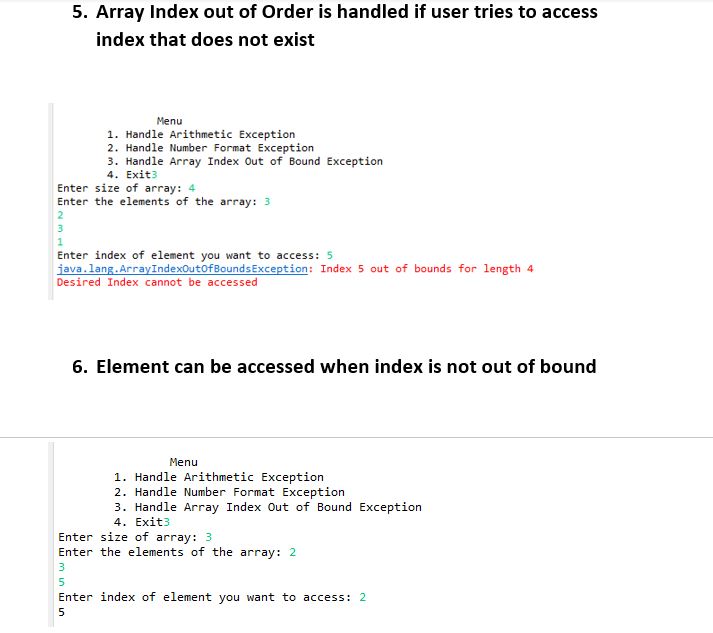 5. Array Index out of Order is handled if user tries to access
index that does not exist
Menu
1. Handle Arithmetic Exception
2. Handle Number Format Exception
3. Handle Array Index Out of Bound Exception
4. Exit3
Enter size of array: 4
Enter the elements of the array: 3
2
3
1
Enter index of element you want to access: 5
java.lang.ArrayIndexOutOfBoundsException: Index 5 out of bounds for length 4
Desired Index cannot be accessed
6. Element can be accessed when index is not out of bound
Menu
1. Handle Arithmetic Exception
2. Handle Number Format Exception
3. Handle Array Index Out of Bound Exception
4. Exit3
Enter size of array: 3
Enter the elements of the array: 2
3
5
Enter index of element you want to access: 2
5